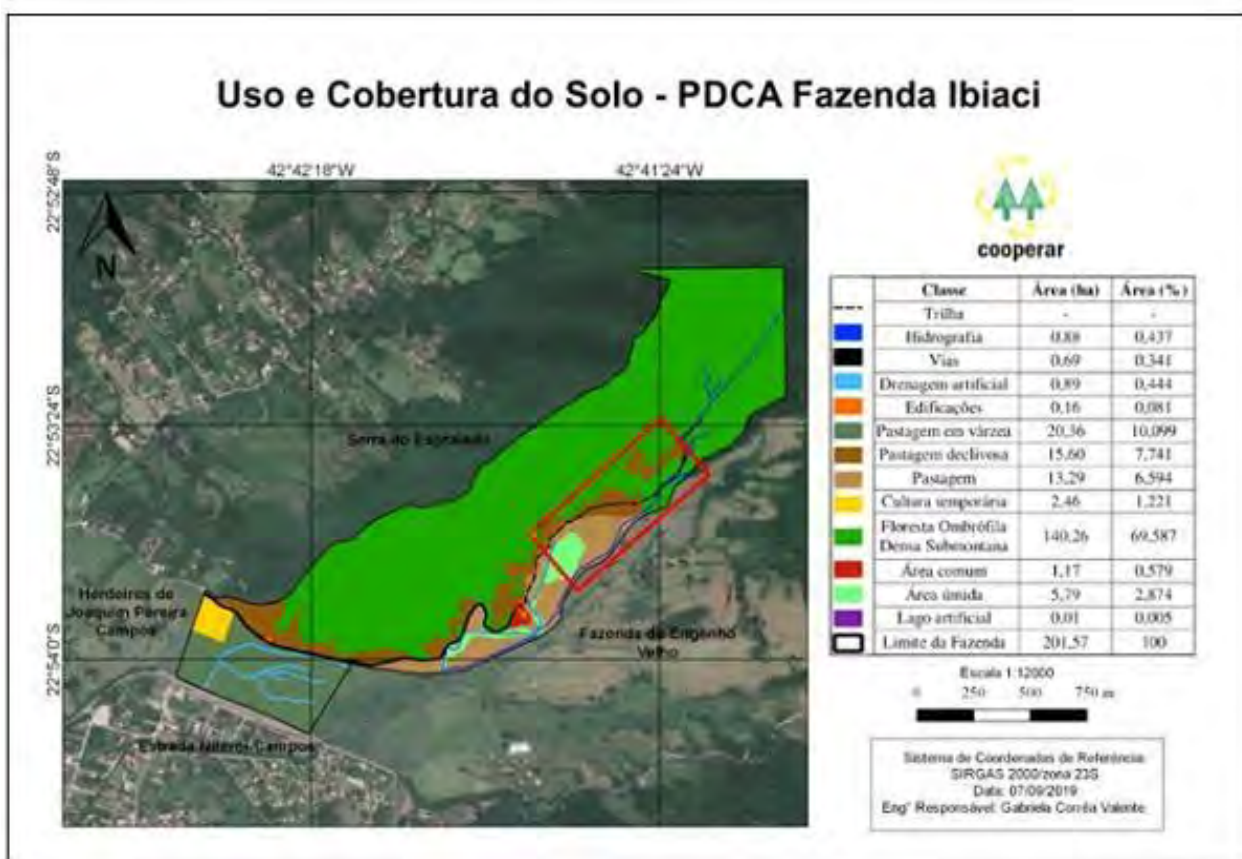 Uso e Cobertura do Solo - PDCA Fazenda Ibiaci
42°42'18"W
42°41'24"W
22°52'48"S
22°53'24"S
22°54'0"S
N
Serra do Espraiado
Herdeiros de
Joaquim Pereira
Campos
Fazenda do Engenho
Velho
Estrada Niterói-Campos
cooperar
Classe Área (ha) Área (%)
Trilha - -
Hidrografia 0,88 0,437
Vias 0,69 0,341
Drenagem artificial 0,89 0,444
Edificações 0,16 0,081
Pastagem em várzea 20,36 10,099
Pastagem declivosa 15,60 7,741
Pastagem 13,29 6,594
Cultura temporária 2,46 1,221
Floresta Ombrófila
Densa Submontana 140,26 69,587
Área comum 1,17 0,579
Área úmida 5,79 2,874
Lago artificial 0,01 0,005
Limite da Fazenda 201,57 100
Escala 1:12000
0 250 500 750 m
Sistema de Coordenadas de Referência:
SIRGAS 2000/zona 23S
Data: 07/09/2019
Engª Responsável: Gabriela Corrêa Valente